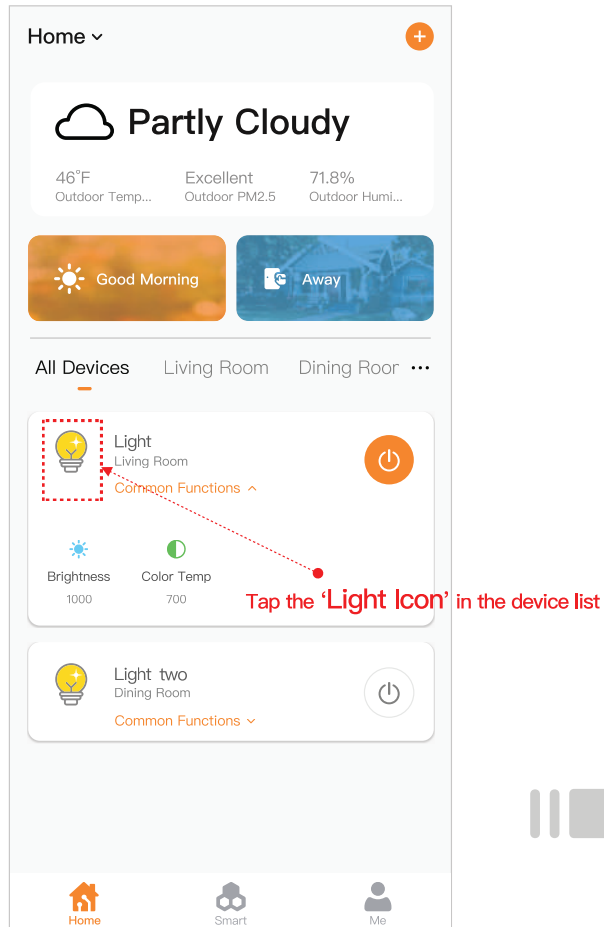 Home
Partly Cloudy
46°F Excellent 71.8%
Outdoor Temp... Outdoor PM2.5 Outdoor Humi...
Good Morning Away
All Devices Living Room Dining Roor ...
Light
Living Room
Common Functions
Brightness Color Temp
1000 700
Tap the ‘Light Icon’ in the device list
Light two
Dining Room
Common Functions
Home Smart Me